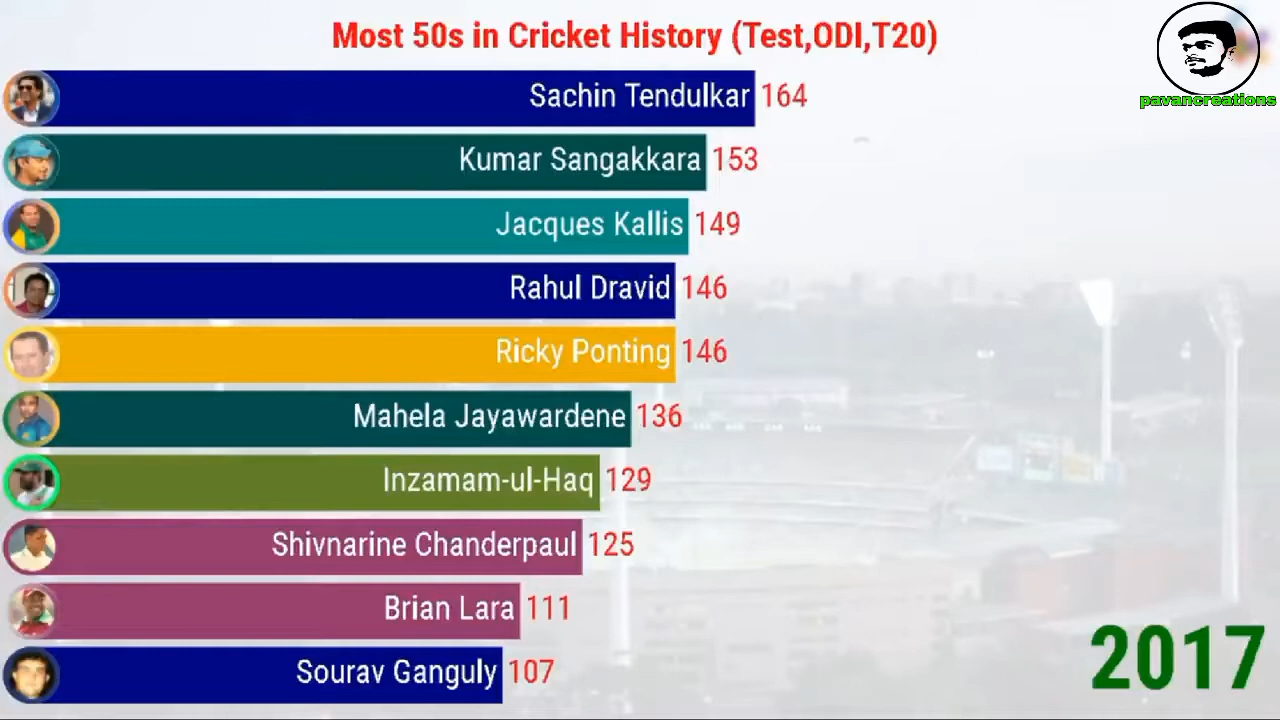 Most 50s in Cricket History (Test,ODI,T20)
pavancreations
Sachin Tendulkar 164
Kumar Sangakkara 153
Jacques Kallis 149
Rahul Dravid 146
Ricky Ponting 146
Mahela Jayawardene 136
Inzamam-ul-Haq 129
Shivnarine Chanderpaul 125
Brian Lara 111
Sourav Ganguly 107
2017